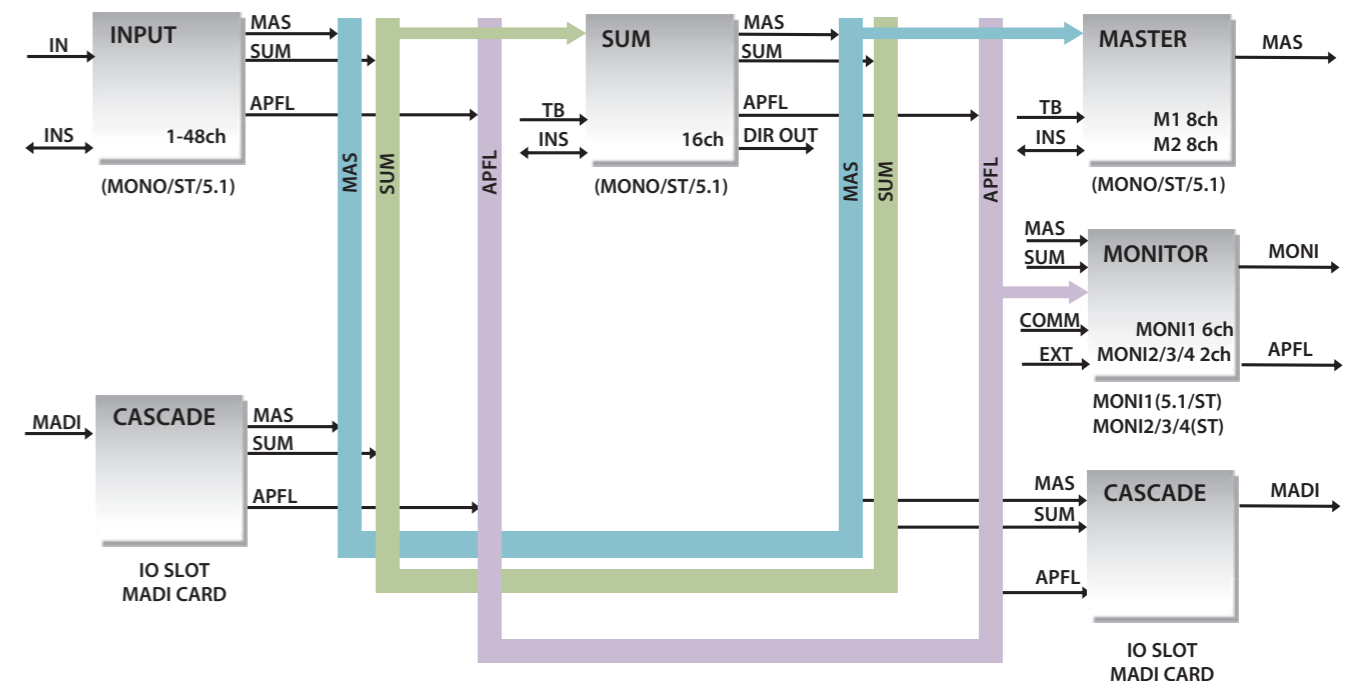 IN
INS
INPUT
1-48ch
(MONO/ST/5.1)
MAS
SUM
APFL
MADI
CASCADE
IO SLOT
MADI CARD
MAS
SUM
APFL
MAS
SUM
APFL
TB
INS
SUM
16ch
(MONO/ST/5.1)
MAS
SUM
APFL
DIR OUT
MAS
SUM
APFL
TB
INS
MASTER
M1 8ch
M2 8ch
(MONO/ST/5.1)
MAS
MAS
SUM
COMM
EXT
MONITOR
MONI1 6ch
MONI2/3/4 2ch
MONI1(5.1/ST)
MONI2/3/4(ST)
MONI
APFL
MAS
SUM
APFL
CASCADE
MADI
IO SLOT
MADI CARD